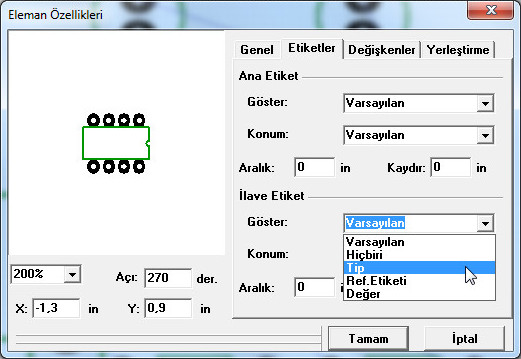 Eleman Özellikleri
Genel Etiketler Değişkenler Yerleştirme
Ana Etiket
Göster: Varsayılan
Konum: Varsayılan
Aralık: 0 in Kaydır: 0 in
İlave Etiket
Göster: Varsayılan
Varsayılan
Hiçbiri
Tip
Ref.Etiketi
Değer
Konum:
Aralık: 0 in
200% Açı: 270 der.
X: -1,3 in Y: 0,9 in
Tamam İptal